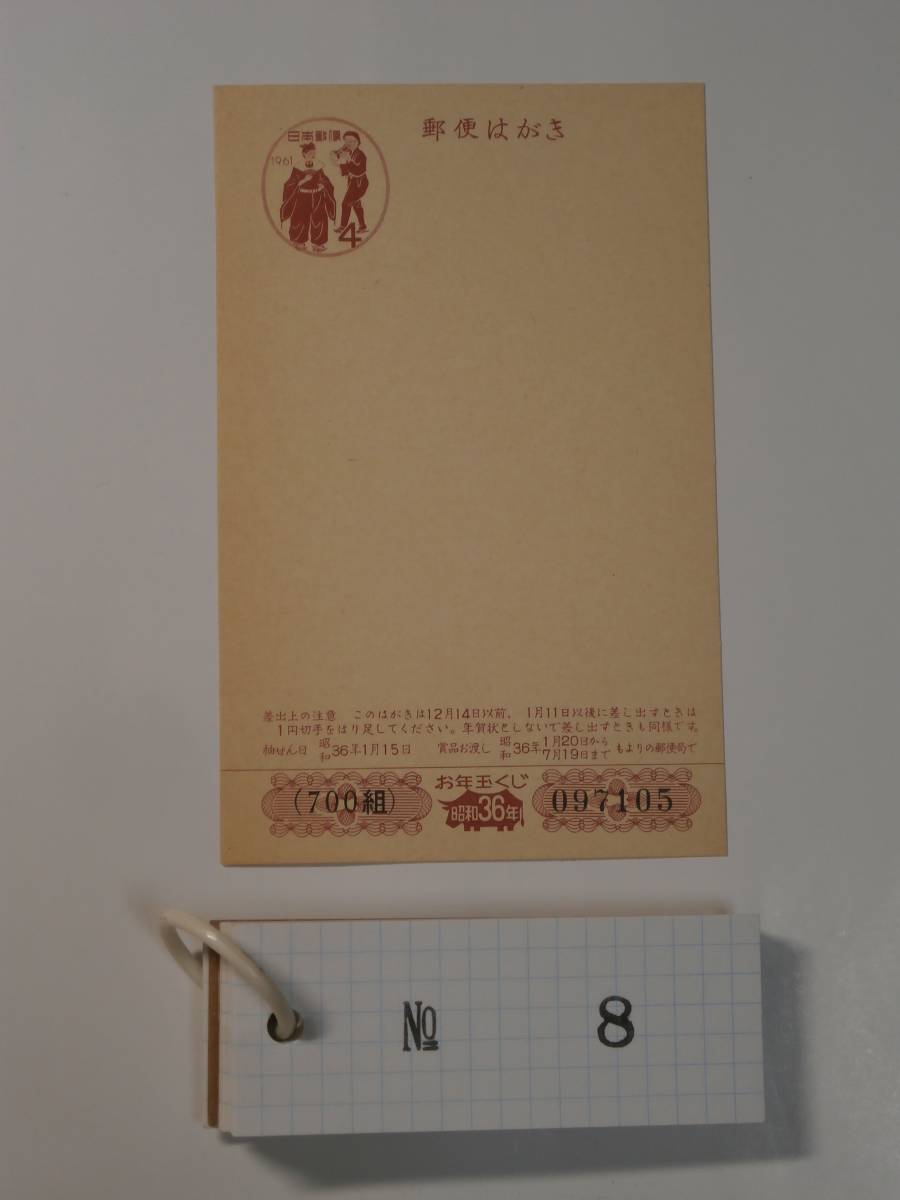 郵便はがき
日本郵便
1961
4
差出上の注意 このはがきは12月14日以前、1月11日以後に差し出すときは
1円切手をはり足してください。年賀状としないで差し出すときも同様です。
抽せん日 昭和36年1月15日 賞品お渡し 昭和36年1月20日から7月19日まで もよりの郵便局で
お年玉くじ
(700組) 昭和36年 097105
№ 8